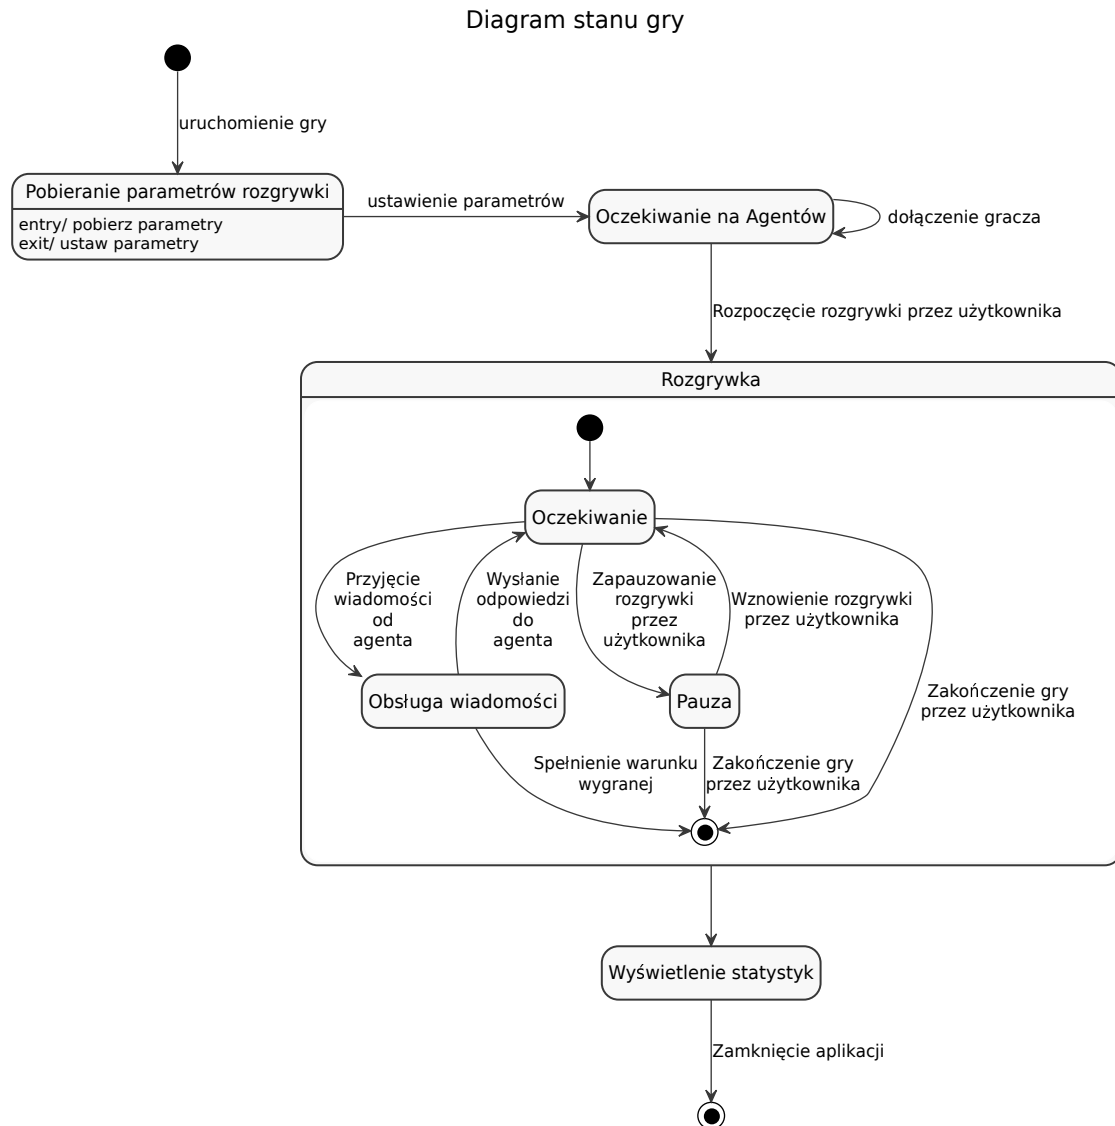 Diagram stanu gry
uruchomienie gry
Pobieranie parametrów rozgrywki
entry/ pobierz parametry
exit/ ustaw parametry
ustawienie parametrów
Oczekiwanie na Agentów
dołączenie gracza
Rozpoczęcie rozgrywki przez użytkownika
Rozgrywka
Oczekiwanie
Przyjęcie
wiadomości
od
agenta
Wysłanie
odpowiedzi
do
agenta
Zapauzowanie
rozgrywki
przez
użytkownika
Wznowienie rozgrywki
przez użytkownika
Zakończenie gry
przez użytkownika
Obsługa wiadomości
Pauza
Spełnienie warunku
wygranej
Zakończenie gry
przez użytkownika
Wyświetlenie statystyk
Zamknięcie aplikacji